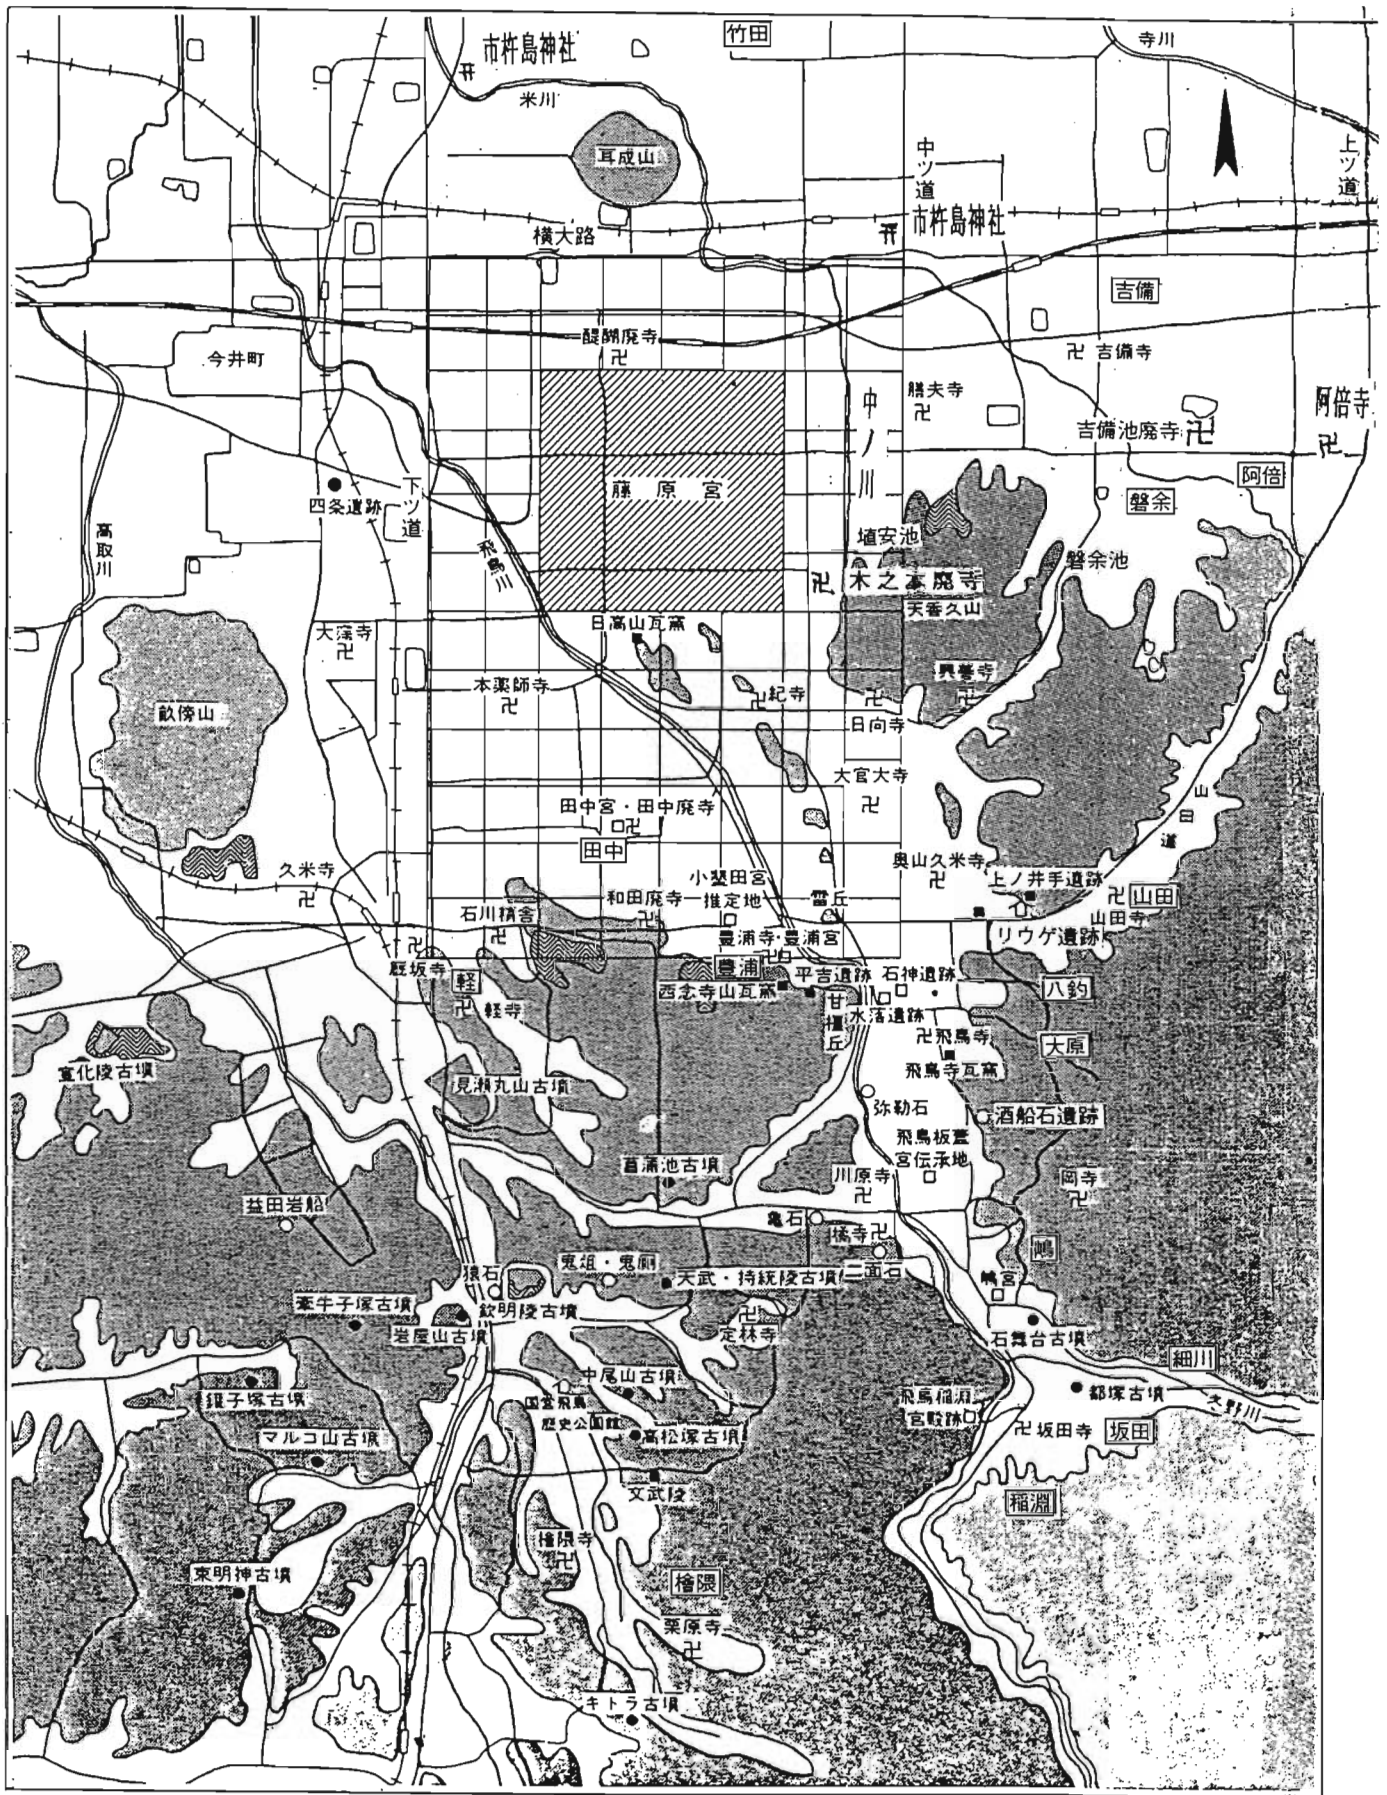 竹田
寺川
市杵島神社
米川
耳成山
中ツ道
上ツ道
市杵島神社
横大路
吉備
醍醐廃寺
吉備寺
今井町
膳夫寺
阿倍寺
中ノ川
吉備池廃寺
阿倍
藤原宮
磐余
四条遺跡
下ツ道
高取川
飛鳥川
埴安池
磐余池
木之本廃寺
天香久山
日高山瓦窯
大窪寺
興善寺
本薬師寺
紀寺
畝傍山
日向寺
大官大寺
山田道
田中宮・田中廃寺
田中
奥山久米寺
久米寺
小墾田宮
推定地
上ノ井手遺跡
和田廃寺
雷丘
山田
石川精舎
山田寺
豊浦寺・豊浦宮
リウゲ遺跡
厩坂寺
軽
豊浦
平吉遺跡
石神遺跡
八釣
西念寺山瓦窯
軽寺
甘橿丘
水落遺跡
飛鳥寺
大原
宣化陵古墳
飛鳥寺瓦窯
見瀬丸山古墳
弥勒石
酒船石遺跡
飛鳥板蓋
宮伝承地
菖蒲池古墳
川原寺
岡寺
益田岩船
亀石
橘寺
嶋
鬼俎・鬼厠
猿石
天武・持統陵古墳
二面石
嶋宮
牽牛子塚古墳
欽明陵古墳
岩屋山古墳
定林寺
石舞台古墳
細川
中尾山古墳
都塚古墳
国営飛鳥
歴史公園館
飛鳥稲淵
宮殿跡
冬野川
マルコ山古墳
高松塚古墳
坂田寺
坂田
文武陵
稲淵
檜隈寺
束明神古墳
檜隈
栗原寺
キトラ古墳